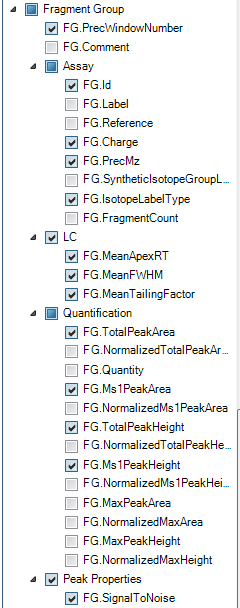 Fragment Group
FG.PrecWindowNumber
FG.Comment
Assay
FG.Id
FG.Label
FG.Reference
FG.Charge
FG.PrecMz
FG.SyntheticIsotopeGroupL...
FG.IsotopeLabelType
FG.FragmentCount
LC
FG.MeanApexRT
FG.MeanFWHM
FG.MeanTailingFactor
Quantification
FG.TotalPeakArea
FG.NormalizedTotalPeakAr...
FG.Quantity
FG.Ms1PeakArea
FG.NormalizedMs1PeakArea
FG.TotalPeakHeight
FG.NormalizedTotalPeakHe...
FG.Ms1PeakHeight
FG.NormalizedMs1PeakHei...
FG.MaxPeakArea
FG.NormalizedMaxArea
FG.MaxPeakHeight
FG.NormalizedMaxHeight
Peak Properties
FG.SignalToNoise